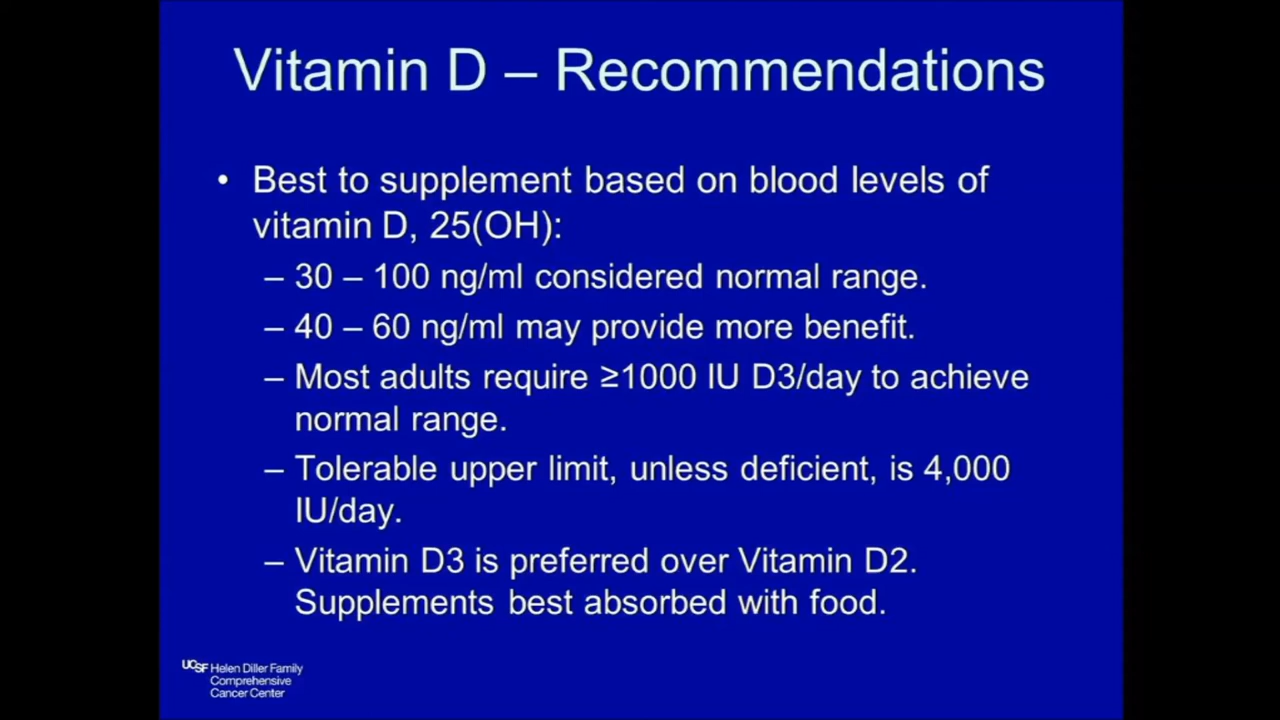 Vitamin D – Recommendations
• Best to supplement based on blood levels of
vitamin D, 25(OH):
– 30 – 100 ng/ml considered normal range.
– 40 – 60 ng/ml may provide more benefit.
– Most adults require ≥1000 IU D3/day to achieve
normal range.
– Tolerable upper limit, unless deficient, is 4,000
IU/day.
– Vitamin D3 is preferred over Vitamin D2.
Supplements best absorbed with food.
UCSF Helen Diller Family
Comprehensive
Cancer Center